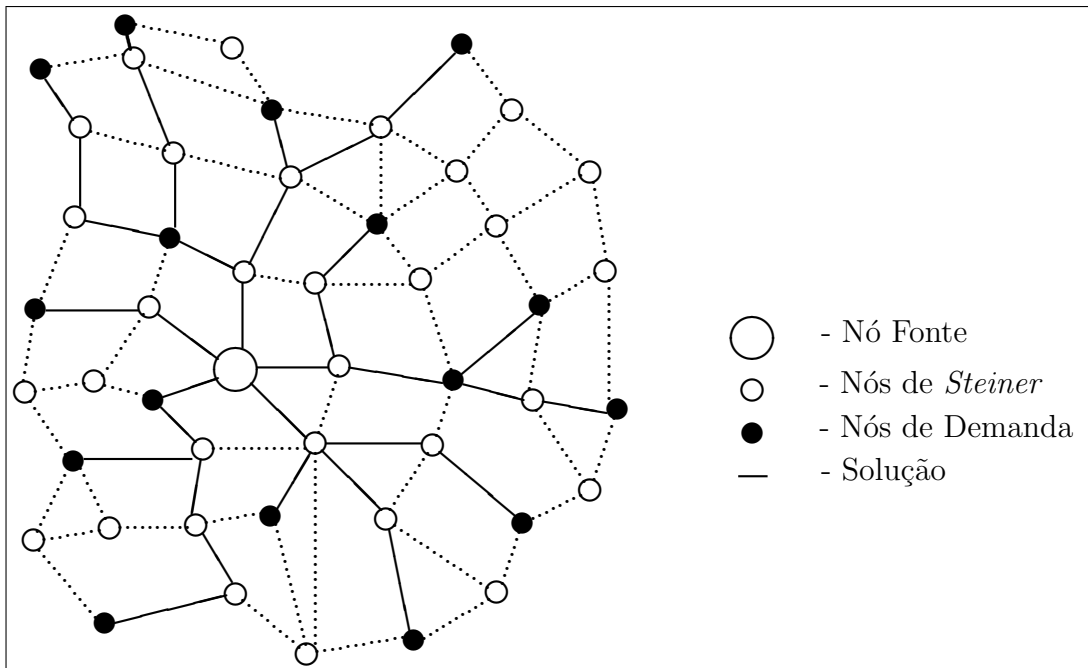 - Nó Fonte
- Nós de Steiner
- Nós de Demanda
- Solução